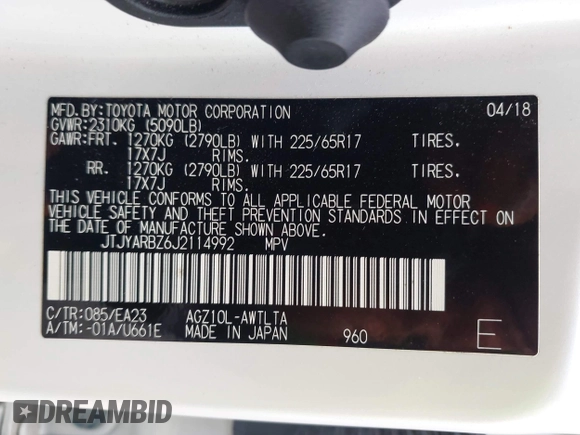 MFD.BY:TOYOTA MOTOR CORPORATION 04/18
GVWR:2310KG (5090LB)
GAWR:FRT. 1270KG (2790LB) WITH 225/65R17 TIRES.
17X7J RIMS.
RR. 1270KG (2790LB) WITH 225/65R17 TIRES.
17X7J RIMS.
THIS VEHICLE CONFORMS TO ALL APPLICABLE FEDERAL MOTOR
VEHICLE SAFETY AND THEFT PREVENTION STANDARDS IN EFFECT ON
THE DATE OF MANUFACTURE SHOWN ABOVE.
JTJYARBZ6J2114992 MPV
C/TR:085/EA23 AGZ10L-AWTLTA
A/TM:-01A/U661E MADE IN JAPAN 960 E
DREAMBID